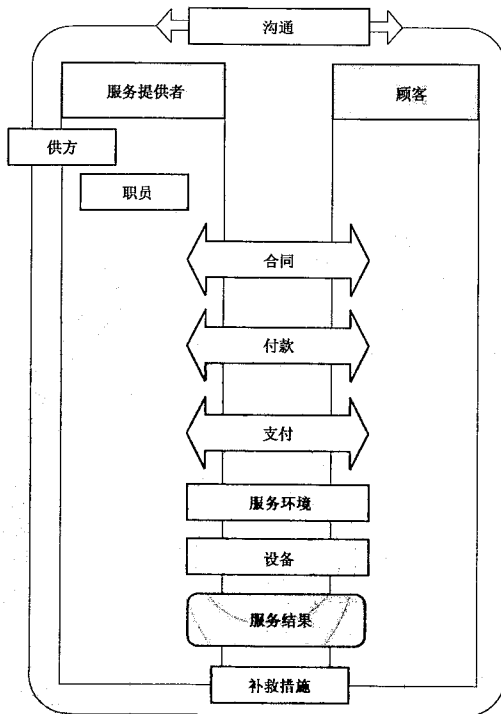 沟通
服务提供者
顾客
供方
职员
合同
付款
支付
服务环境
设备
服务结果
补救措施